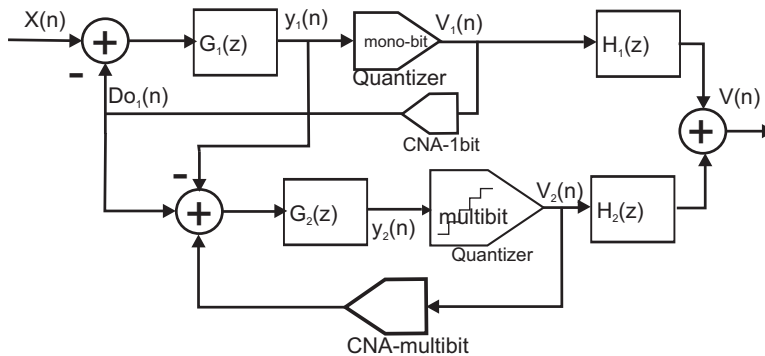 X(n)
+
−
G₁(z)
y₁(n)
mono-bit
Quantizer
V₁(n)
H₁(z)
Do₁(n)
CNA-1bit
V(n)
+
−
+
G₂(z)
y₂(n)
multibit
Quantizer
V₂(n)
H₂(z)
CNA-multibit